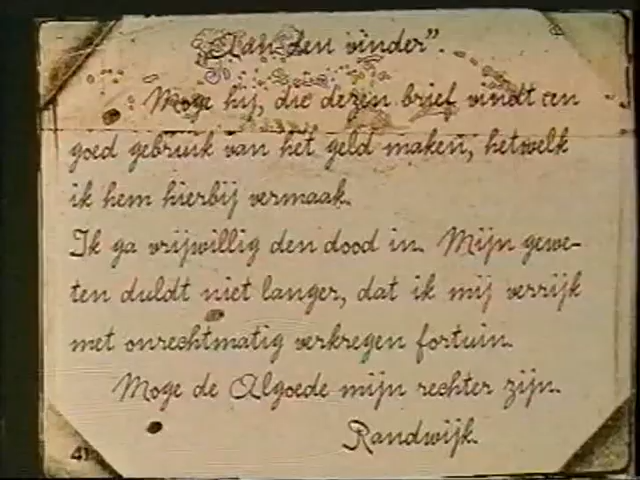 "Aan den vinder".
Moge hij, die dezen brief vindt een
goed gebruik van het geld maken, hetwelk
ik hem hierbij vermaak.
Ik ga vrijwillig den dood in. Mijn gewe-
ten duldt niet langer, dat ik mij verrijk
met onrechtmatig verkregen fortuin.
Moge de Algoede mijn rechter zijn.
Randwijk.